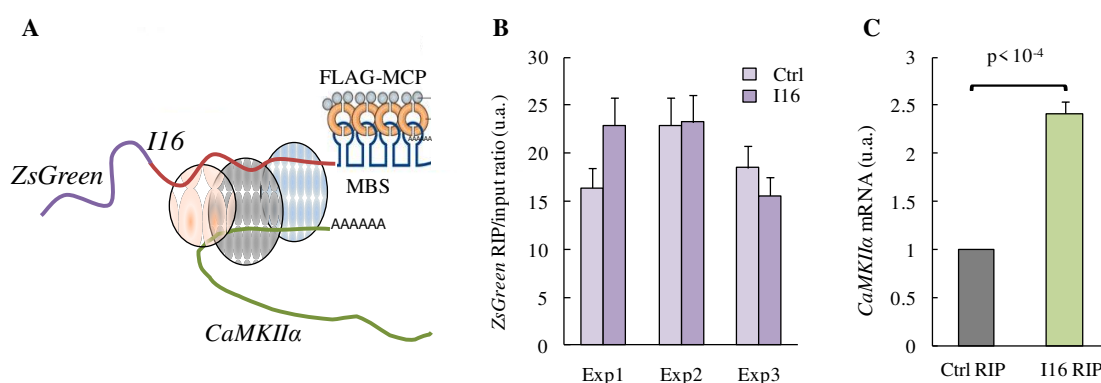 A
FLAG-MCP
I16
ZsGreen
AAAAAA
MBS
AAAAAA
CaMKIIα
B
ZsGreen RIP/input ratio (u.a.)
30
25
20
15
10
5
0
Ctrl
I16
Exp1 Exp2 Exp3
C
CaMKIIα mRNA (u.a.)
p< 10-4
3
2.5
2
1.5
1
0.5
0
Ctrl RIP I16 RIP